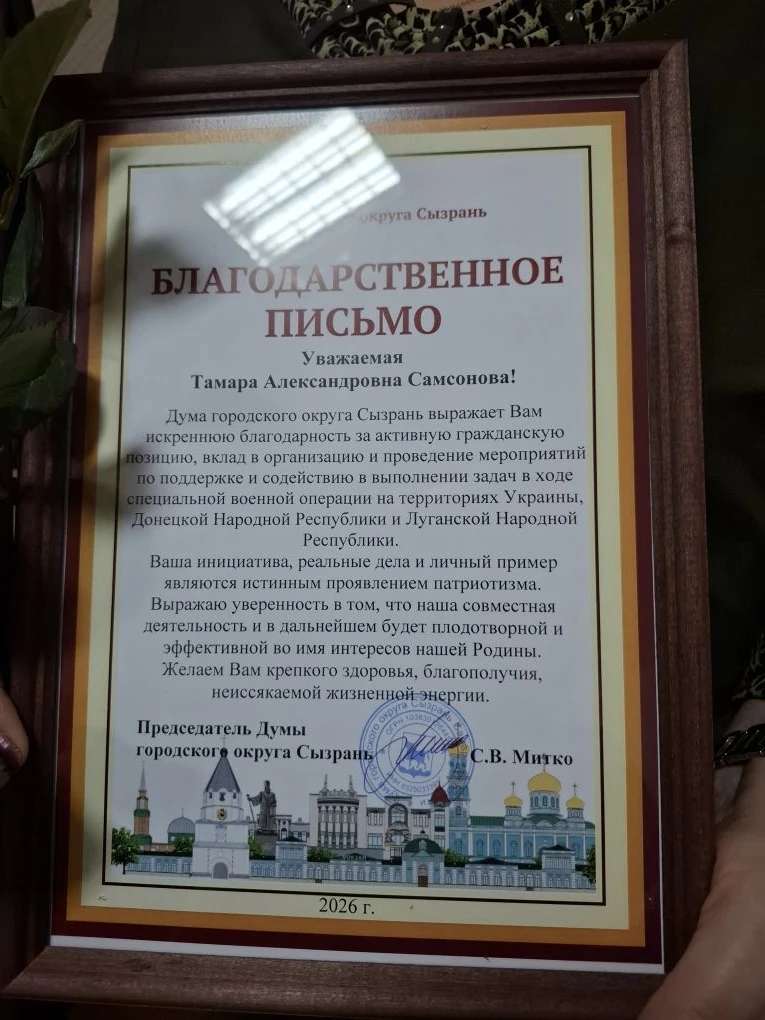 округа Сызрань
БЛАГОДАРСТВЕННОЕ
ПИСЬМО
Уважаемая
Тамара Александровна Самсонова!
Дума городского округа Сызрань выражает Вам
искреннюю благодарность за активную гражданскую
позицию, вклад в организацию и проведение мероприятий
по поддержке и содействию в выполнении задач в ходе
специальной военной операции на территориях Украины,
Донецкой Народной Республики и Луганской Народной
Республики.
Ваша инициатива, реальные дела и личный пример
являются истинным проявлением патриотизма.
Выражаю уверенность в том, что наша совместная
деятельность и в дальнейшем будет плодотворной и
эффективной во имя интересов нашей Родины.
Желаем Вам крепкого здоровья, благополучия,
неиссякаемой жизненной энергии.
Председатель Думы
городского округа Сызрань
С.В. Митко
городского округа Сызрань
ОГРН
2026 г.